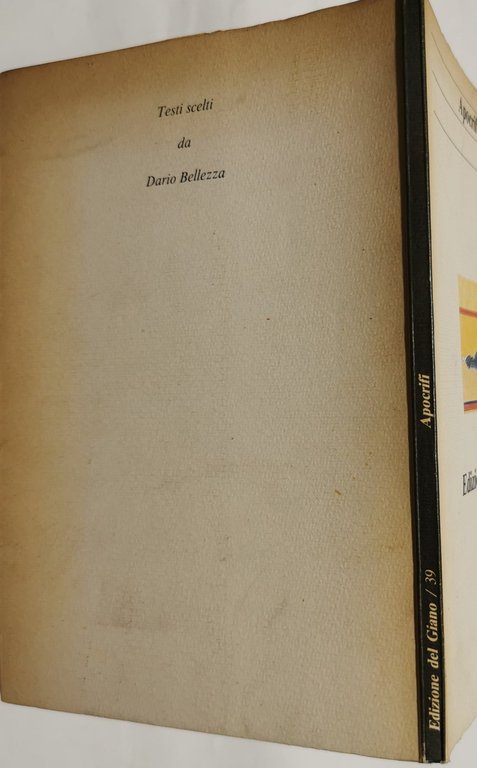 Testi scelti
da
Dario Bellezza
Edizione del Giano / 39
Apocrifi